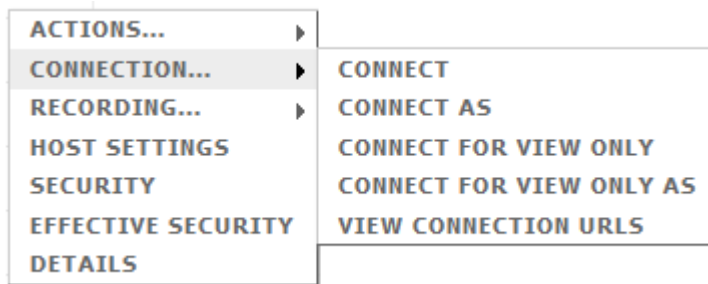 ACTIONS...
CONNECTION...
RECORDING...
HOST SETTINGS
SECURITY
EFFECTIVE SECURITY
DETAILS
CONNECT
CONNECT AS
CONNECT FOR VIEW ONLY
CONNECT FOR VIEW ONLY AS
VIEW CONNECTION URLS